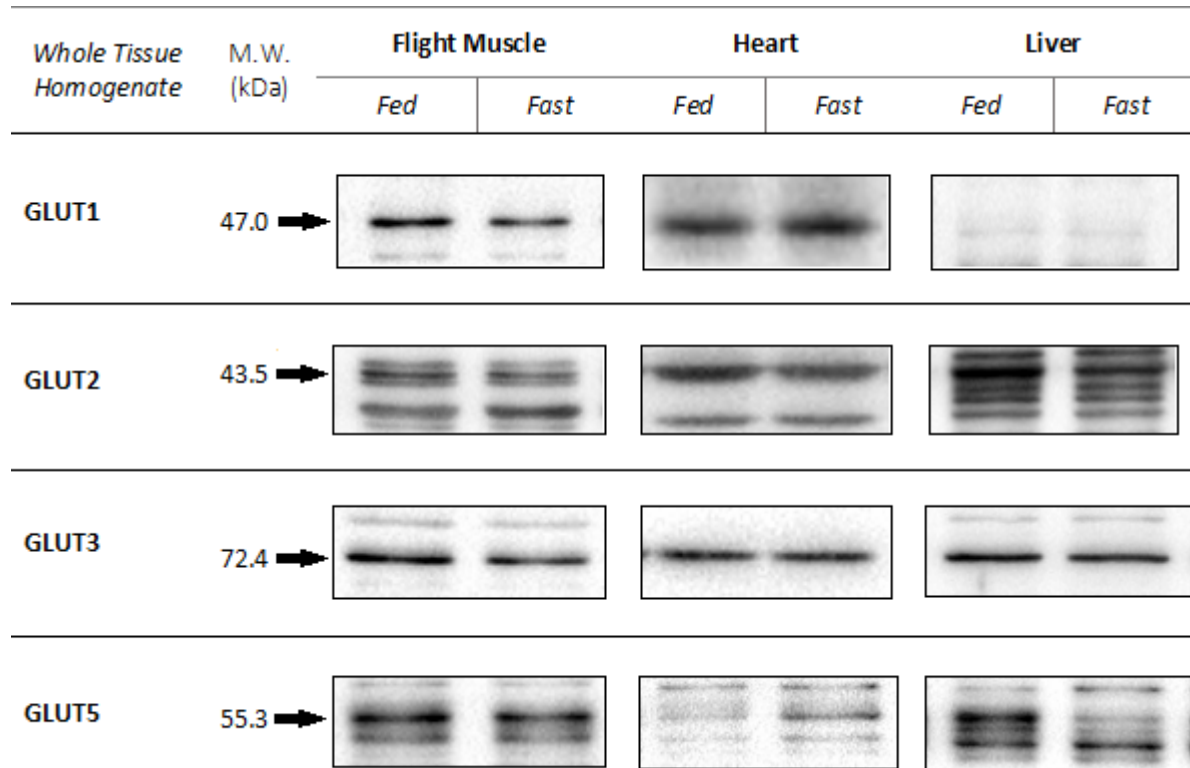 Whole Tissue Homogenate M.W. (kDa) Flight Muscle Heart Liver
Fed Fast Fed Fast Fed Fast
GLUT1 47.0
GLUT2 43.5
GLUT3 72.4
GLUT5 55.3